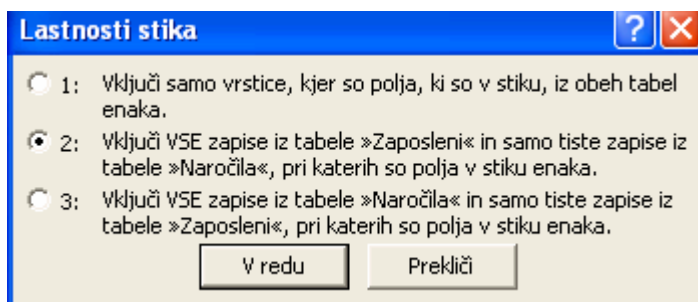 Lastnosti stika
1: Vključi samo vrstice, kjer so polja, ki so v stiku, iz obeh tabel
enaka.
2: Vključi VSE zapise iz tabele »Zaposleni« in samo tiste zapise iz
tabele »Naročila«, pri katerih so polja v stiku enaka.
3: Vključi VSE zapise iz tabele »Naročila« in samo tiste zapise iz
tabele »Zaposleni«, pri katerih so polja v stiku enaka.
V redu Prekliči